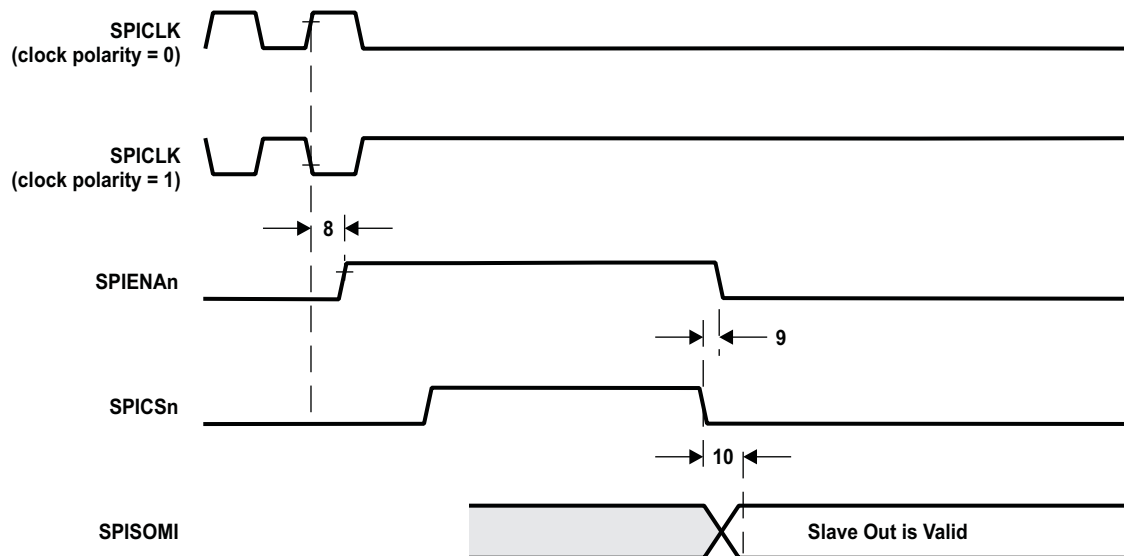 SPICLK
(clock polarity = 0)
SPICLK
(clock polarity = 1)
8
SPIENAn
9
SPICSn
10
SPISOMI
Slave Out is Valid